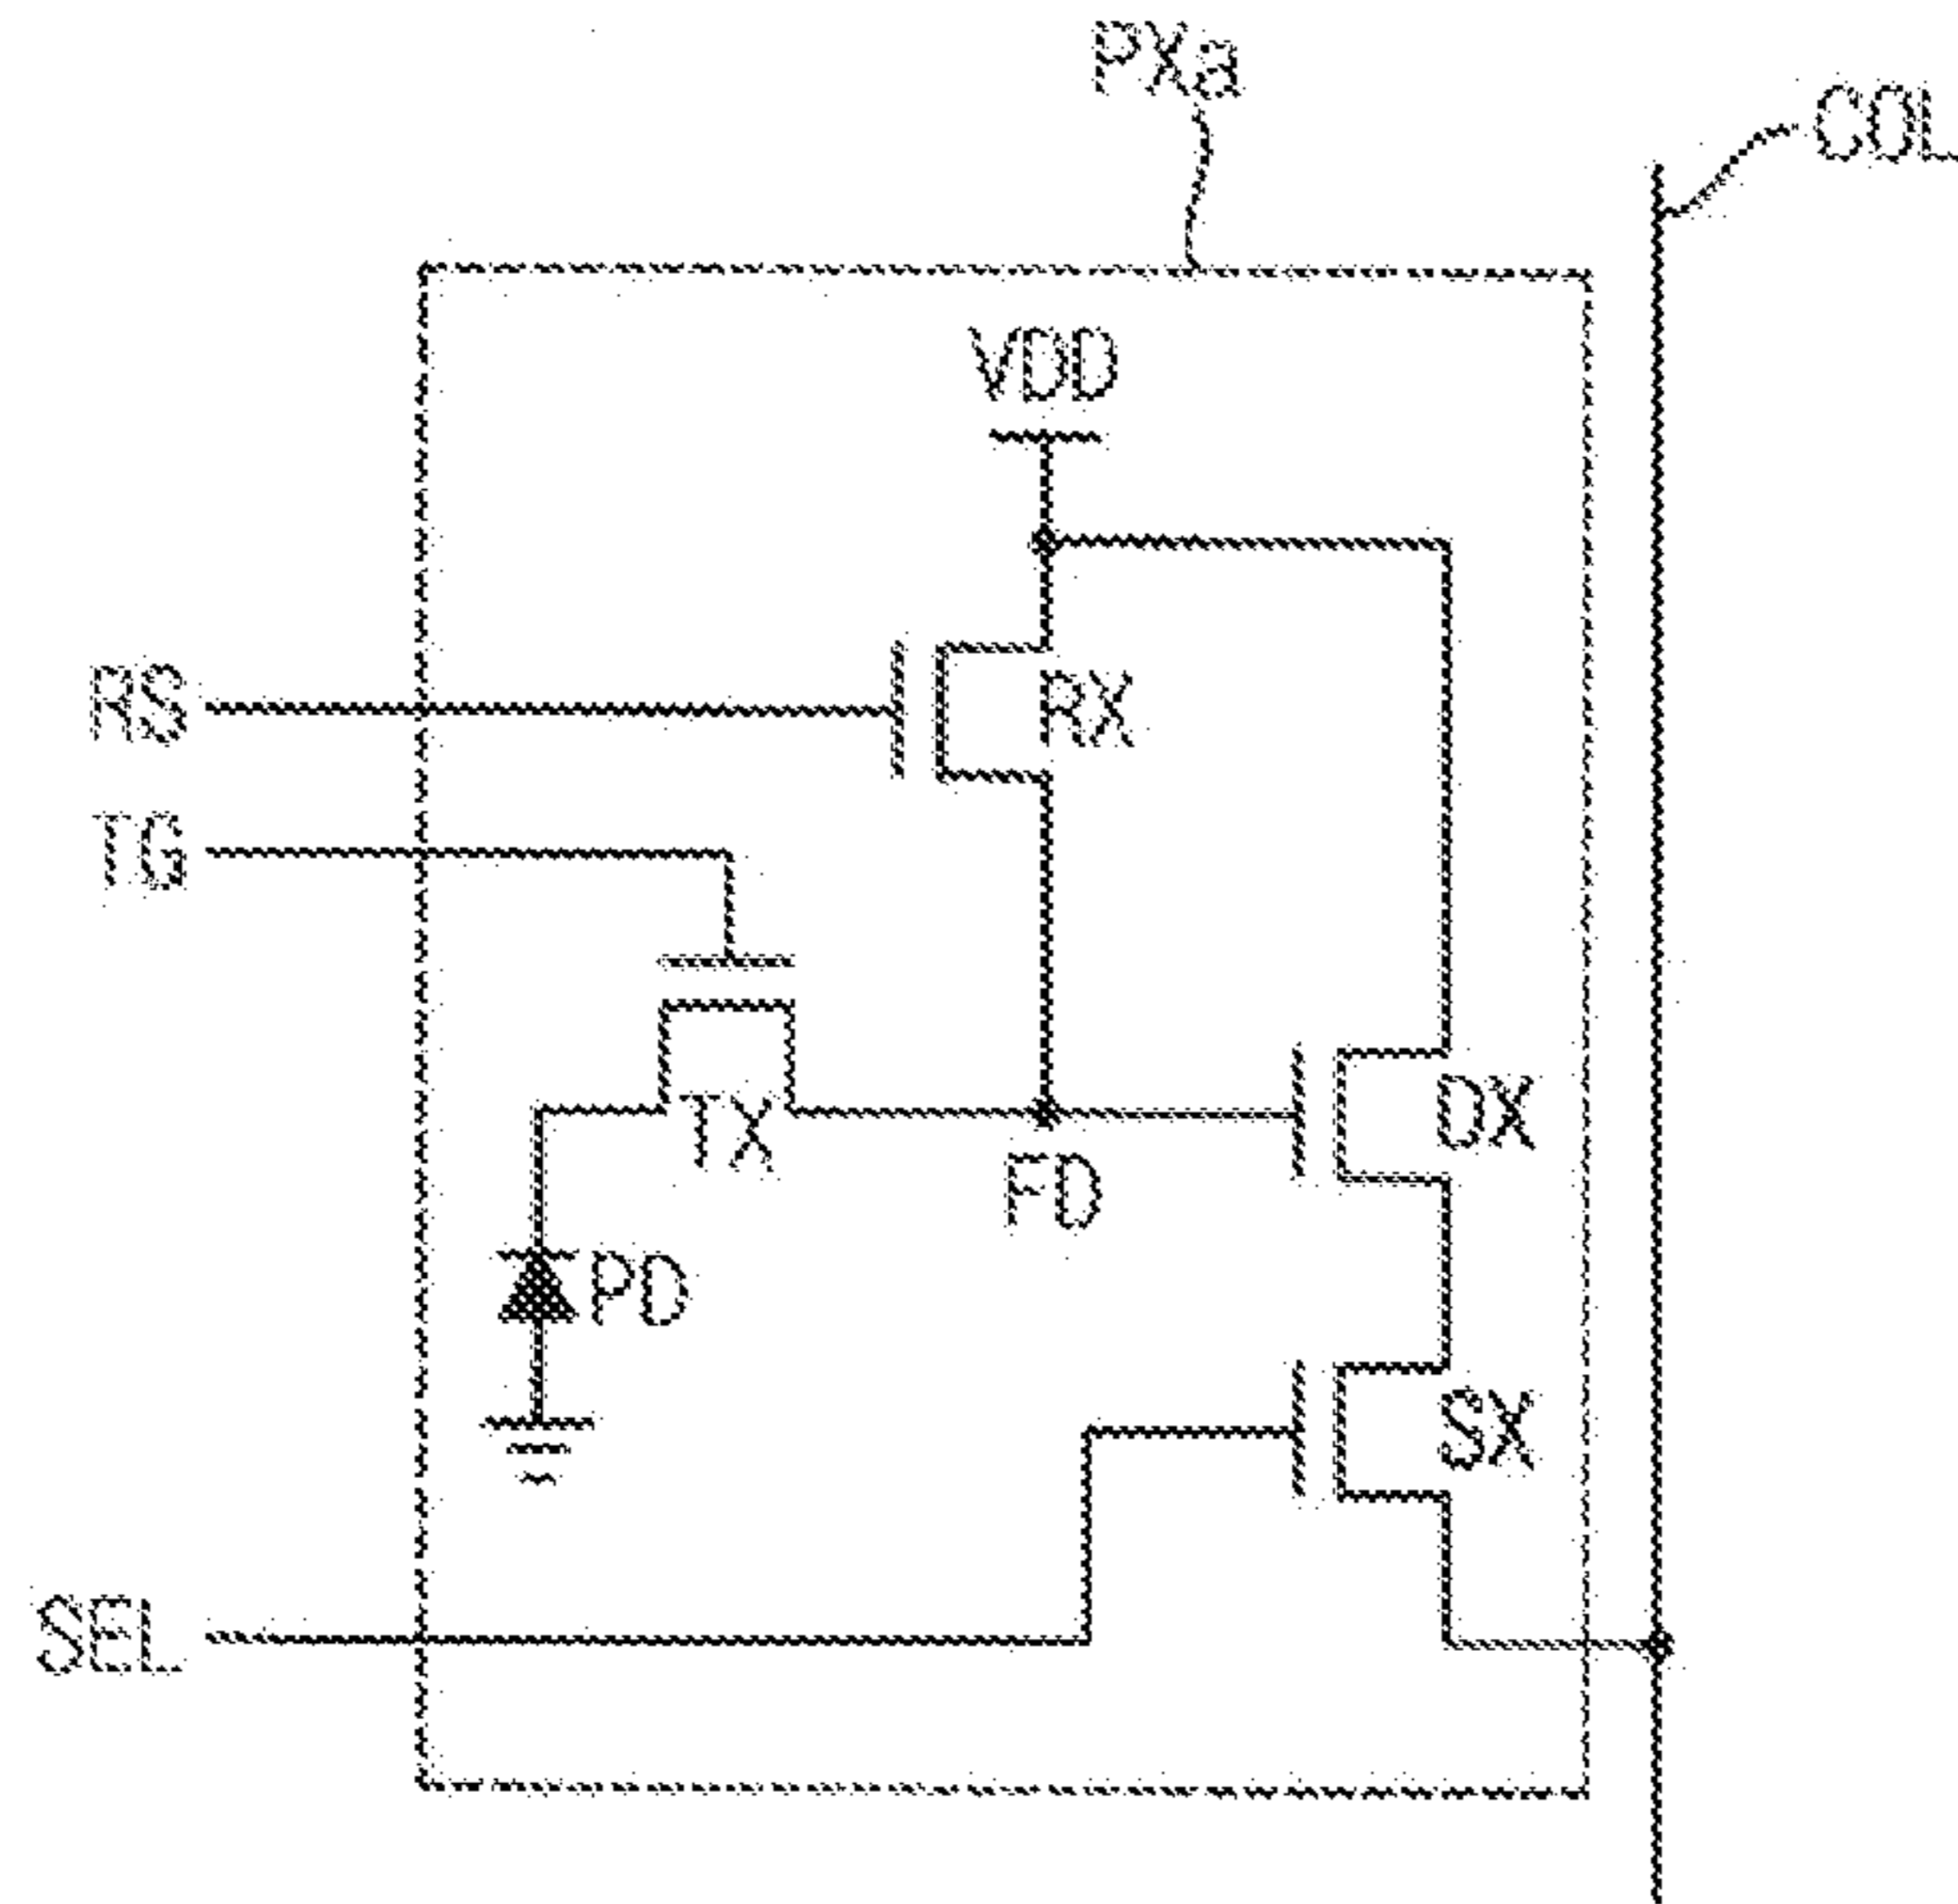 PXa
COL
VDD
RS
RX
TG
TX
DX
FD
PD
SX
SEL